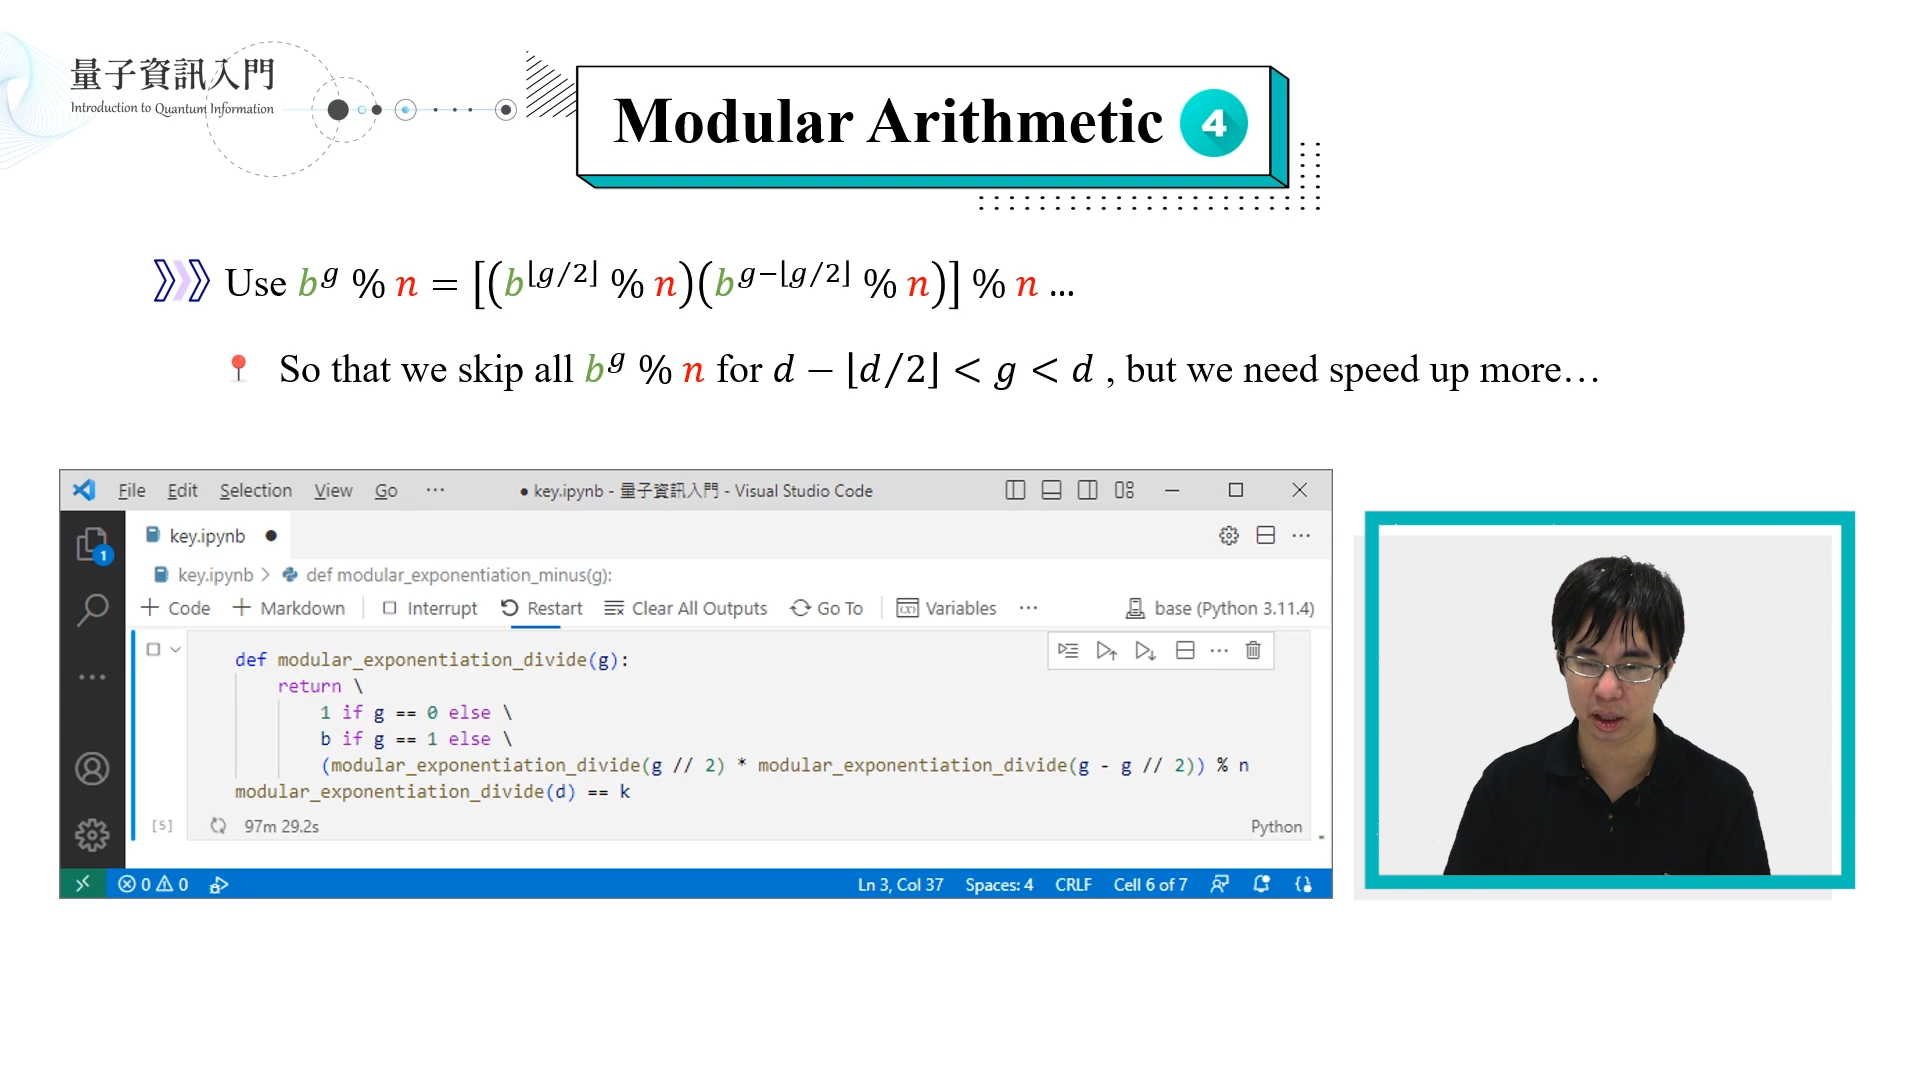 量子資訊入門
Introduction to Quantum Information
Modular Arithmetic 4
Use b^g % n = [(b^⌊g/2⌋ % n)(b^(g−⌊g/2⌋) % n)] % n ...
So that we skip all b^g % n for d − ⌊d/2⌋ < g < d , but we need speed up more…
File Edit Selection View Go ··· ● key.ipynb - 量子資訊入門 - Visual Studio Code
key.ipynb ●
1
key.ipynb > def modular_exponentiation_minus(g):
+ Code + Markdown Interrupt Restart Clear All Outputs Go To Variables ··· base (Python 3.11.4)
def modular_exponentiation_divide(g):
return \
1 if g == 0 else \
b if g == 1 else \
(modular_exponentiation_divide(g // 2) * modular_exponentiation_divide(g - g // 2)) % n
modular_exponentiation_divide(d) == k
[5] 97m 29.2s Python
0 0 Ln 3, Col 37 Spaces: 4 CRLF Cell 6 of 7